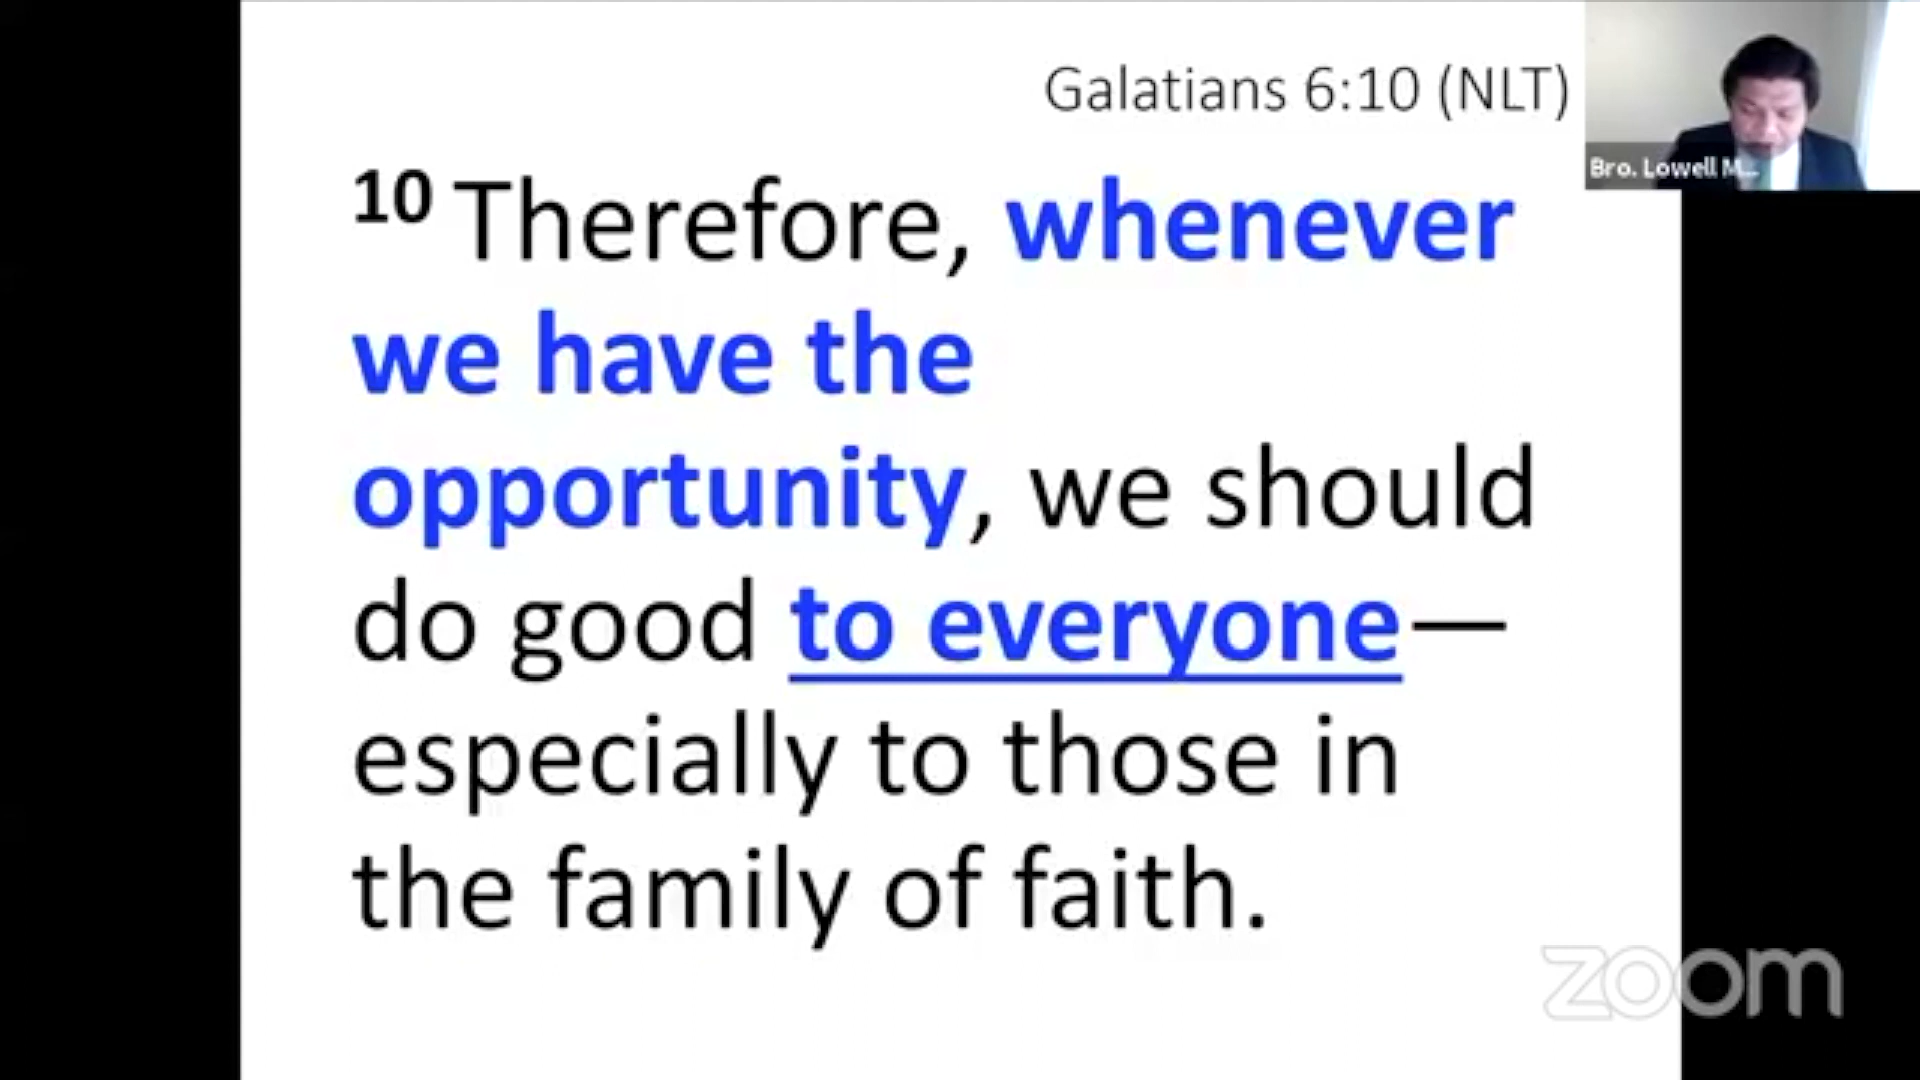 Galatians 6:10 (NLT)
Bro. Lowell M...
10 Therefore, whenever
we have the
opportunity, we should
do good to everyone—
especially to those in
the family of faith.
zoom